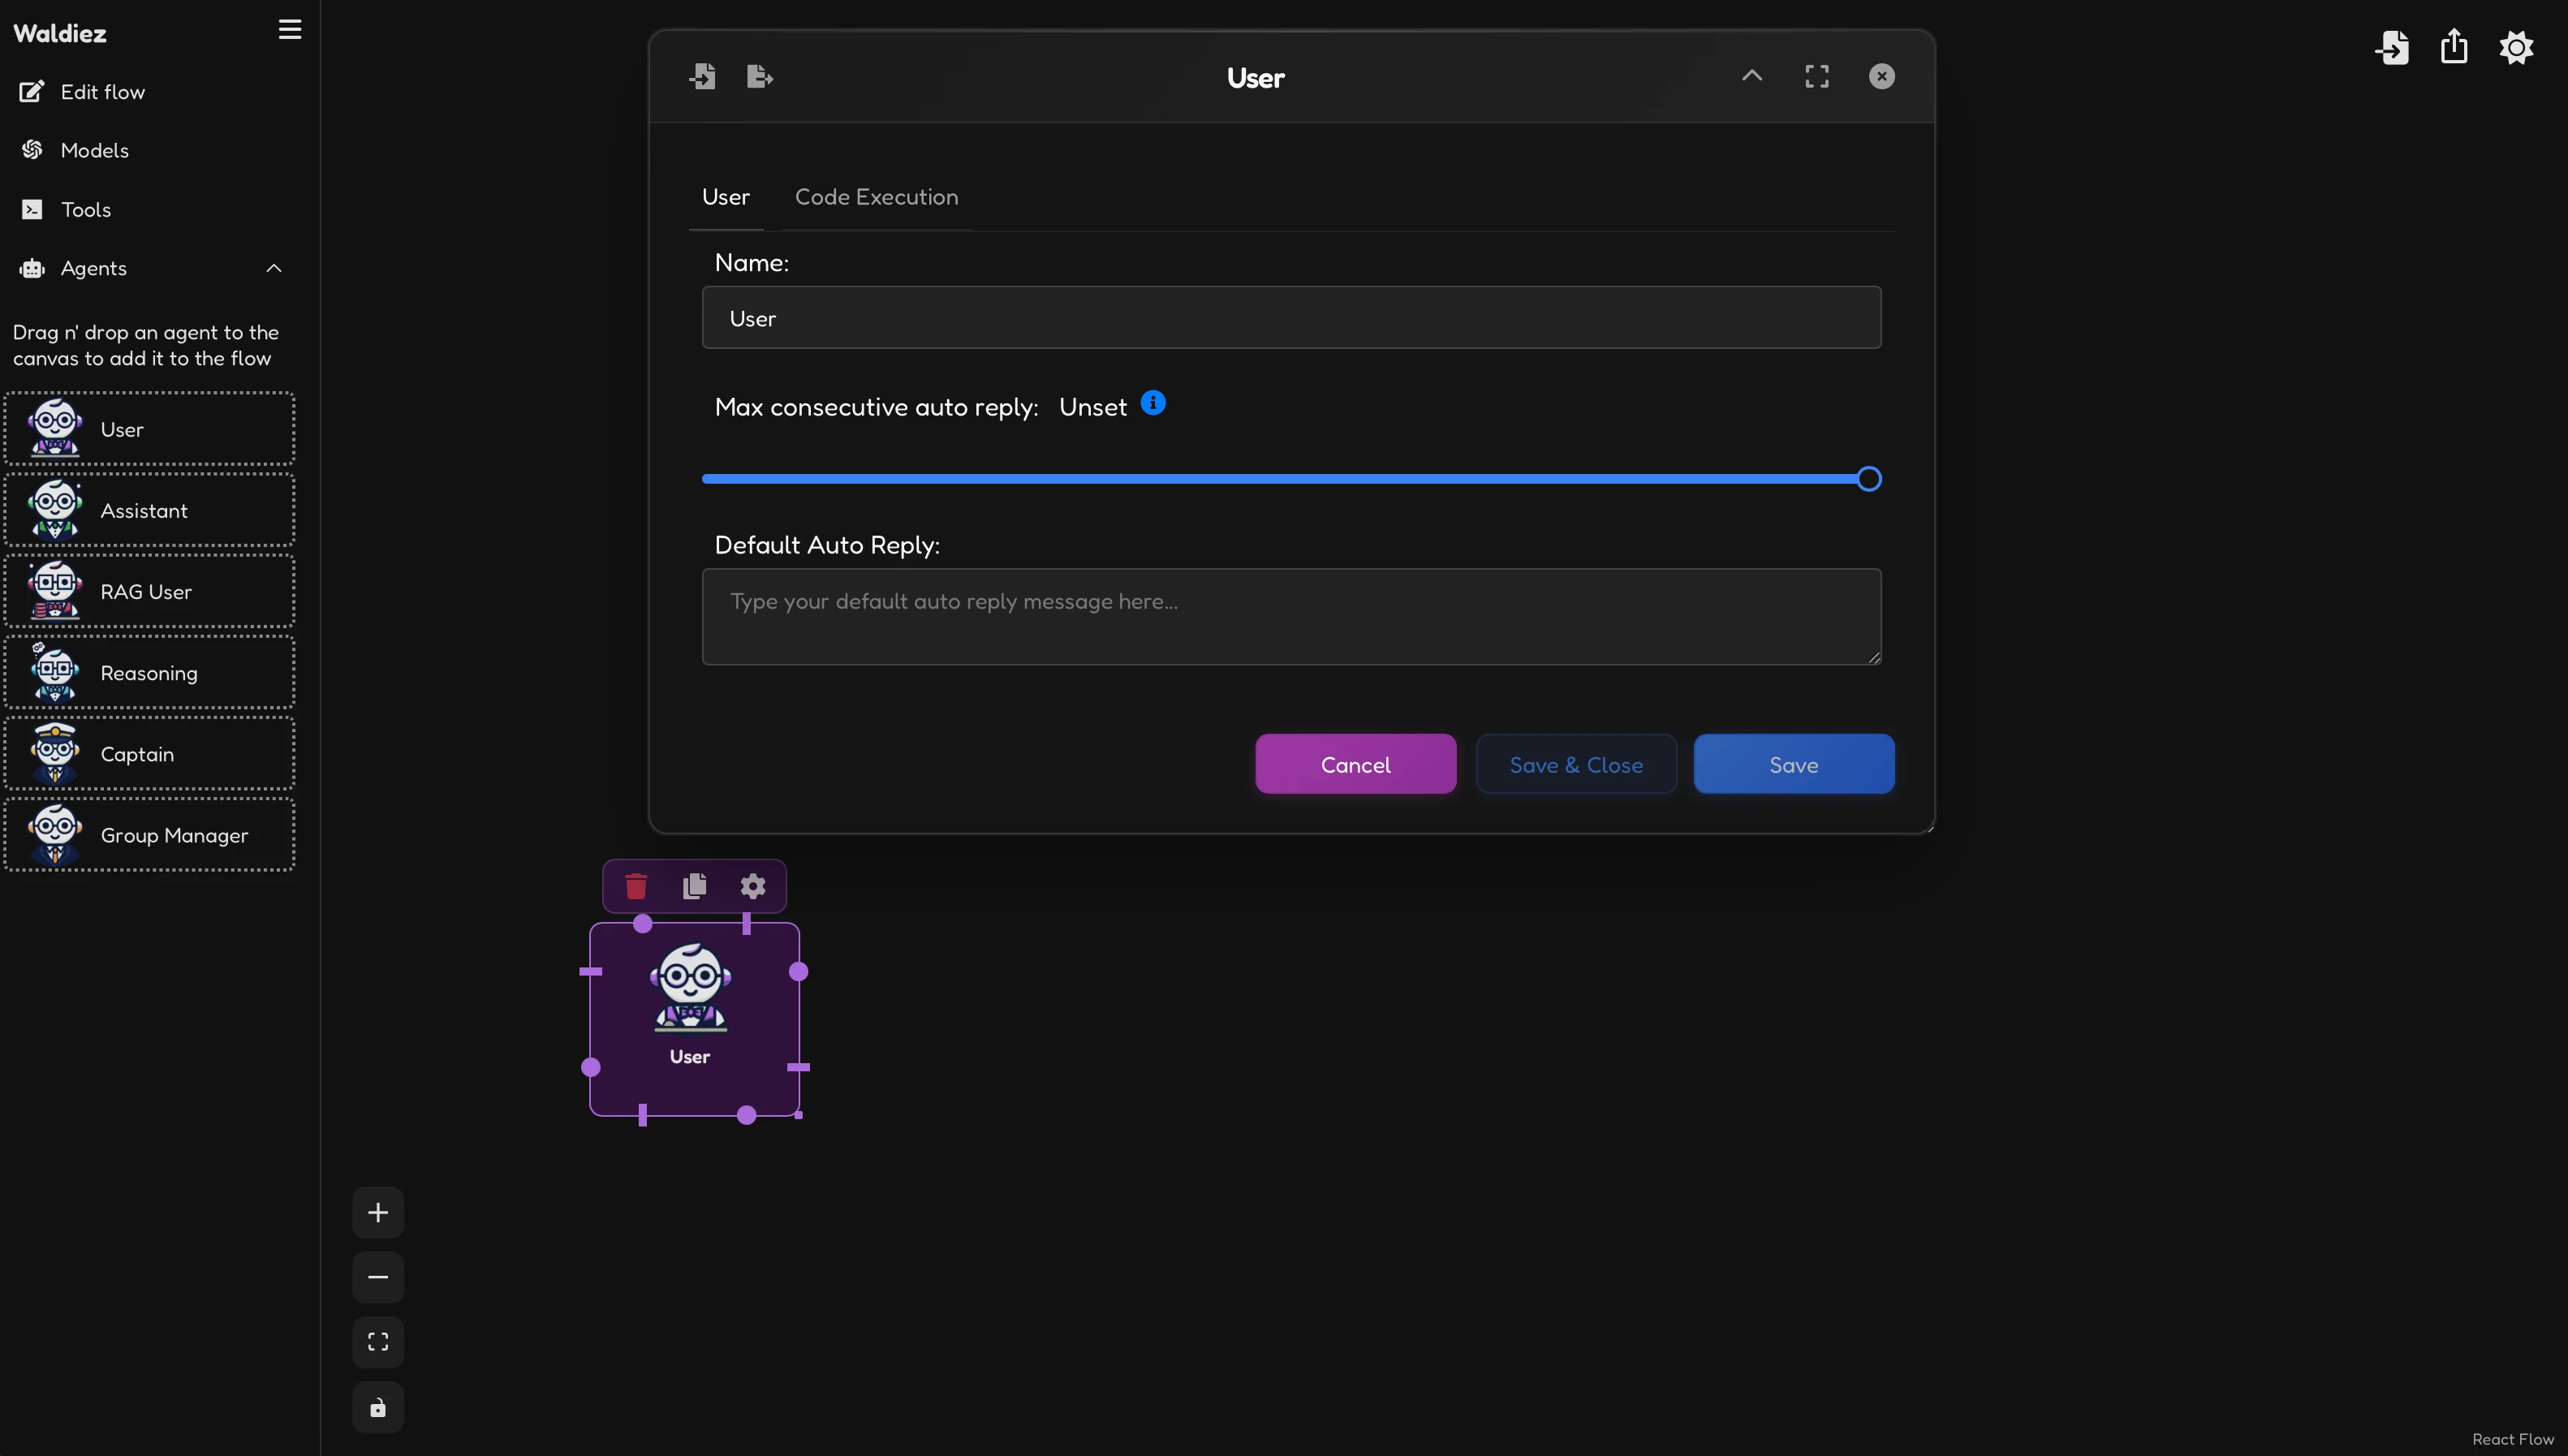 Waldiez
Edit flow
Models
Tools
Agents
Drag n' drop an agent to the
canvas to add it to the flow
User
Assistant
RAG User
Reasoning
Captain
Group Manager
User
User Code Execution
Name:
User
Max consecutive auto reply: Unset
Default Auto Reply:
Type your default auto reply message here...
Cancel Save & Close Save
User
React Flow